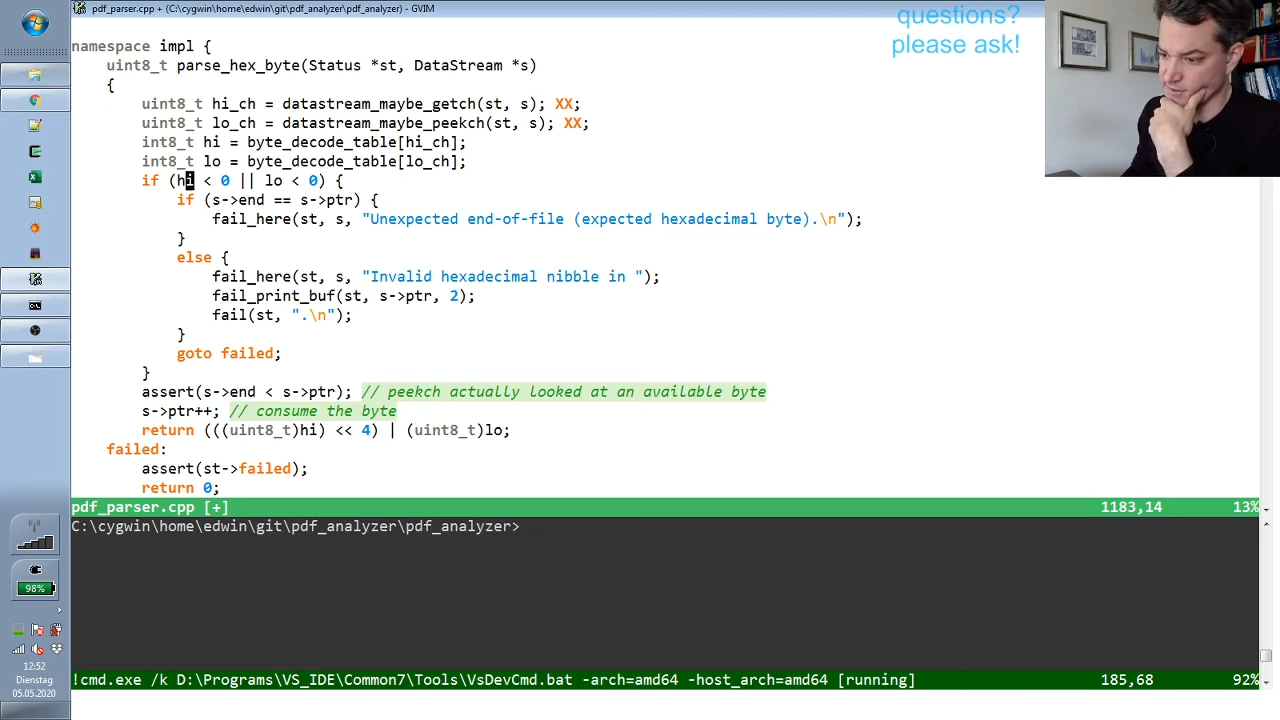 pdf_parser.cpp + (C:\cygwin\home\edwin\git\pdf_analyzer\pdf_analyzer) - GVIM
questions?
please ask!
namespace impl {
uint8_t parse_hex_byte(Status *st, DataStream *s)
{
uint8_t hi_ch = datastream_maybe_getch(st, s); XX;
uint8_t lo_ch = datastream_maybe_peekch(st, s); XX;
int8_t hi = byte_decode_table[hi_ch];
int8_t lo = byte_decode_table[lo_ch];
if (hi < 0 || lo < 0) {
if (s->end == s->ptr) {
fail_here(st, s, "Unexpected end-of-file (expected hexadecimal byte).\n");
}
else {
fail_here(st, s, "Invalid hexadecimal nibble in ");
fail_print_buf(st, s->ptr, 2);
fail(st, ".\n");
}
goto failed;
}
assert(s->end < s->ptr); // peekch actually looked at an available byte
s->ptr++; // consume the byte
return (((uint8_t)hi) << 4) | (uint8_t)lo;
failed:
assert(st->failed);
return 0;
pdf_parser.cpp [+] 1183,14 13%
C:\cygwin\home\edwin\git\pdf_analyzer\pdf_analyzer>
!cmd.exe /k D:\Programs\VS_IDE\Common7\Tools\VsDevCmd.bat -arch=amd64 -host_arch=amd64 [running] 185,68 92%
98%
12:52
Dienstag
05.05.2020